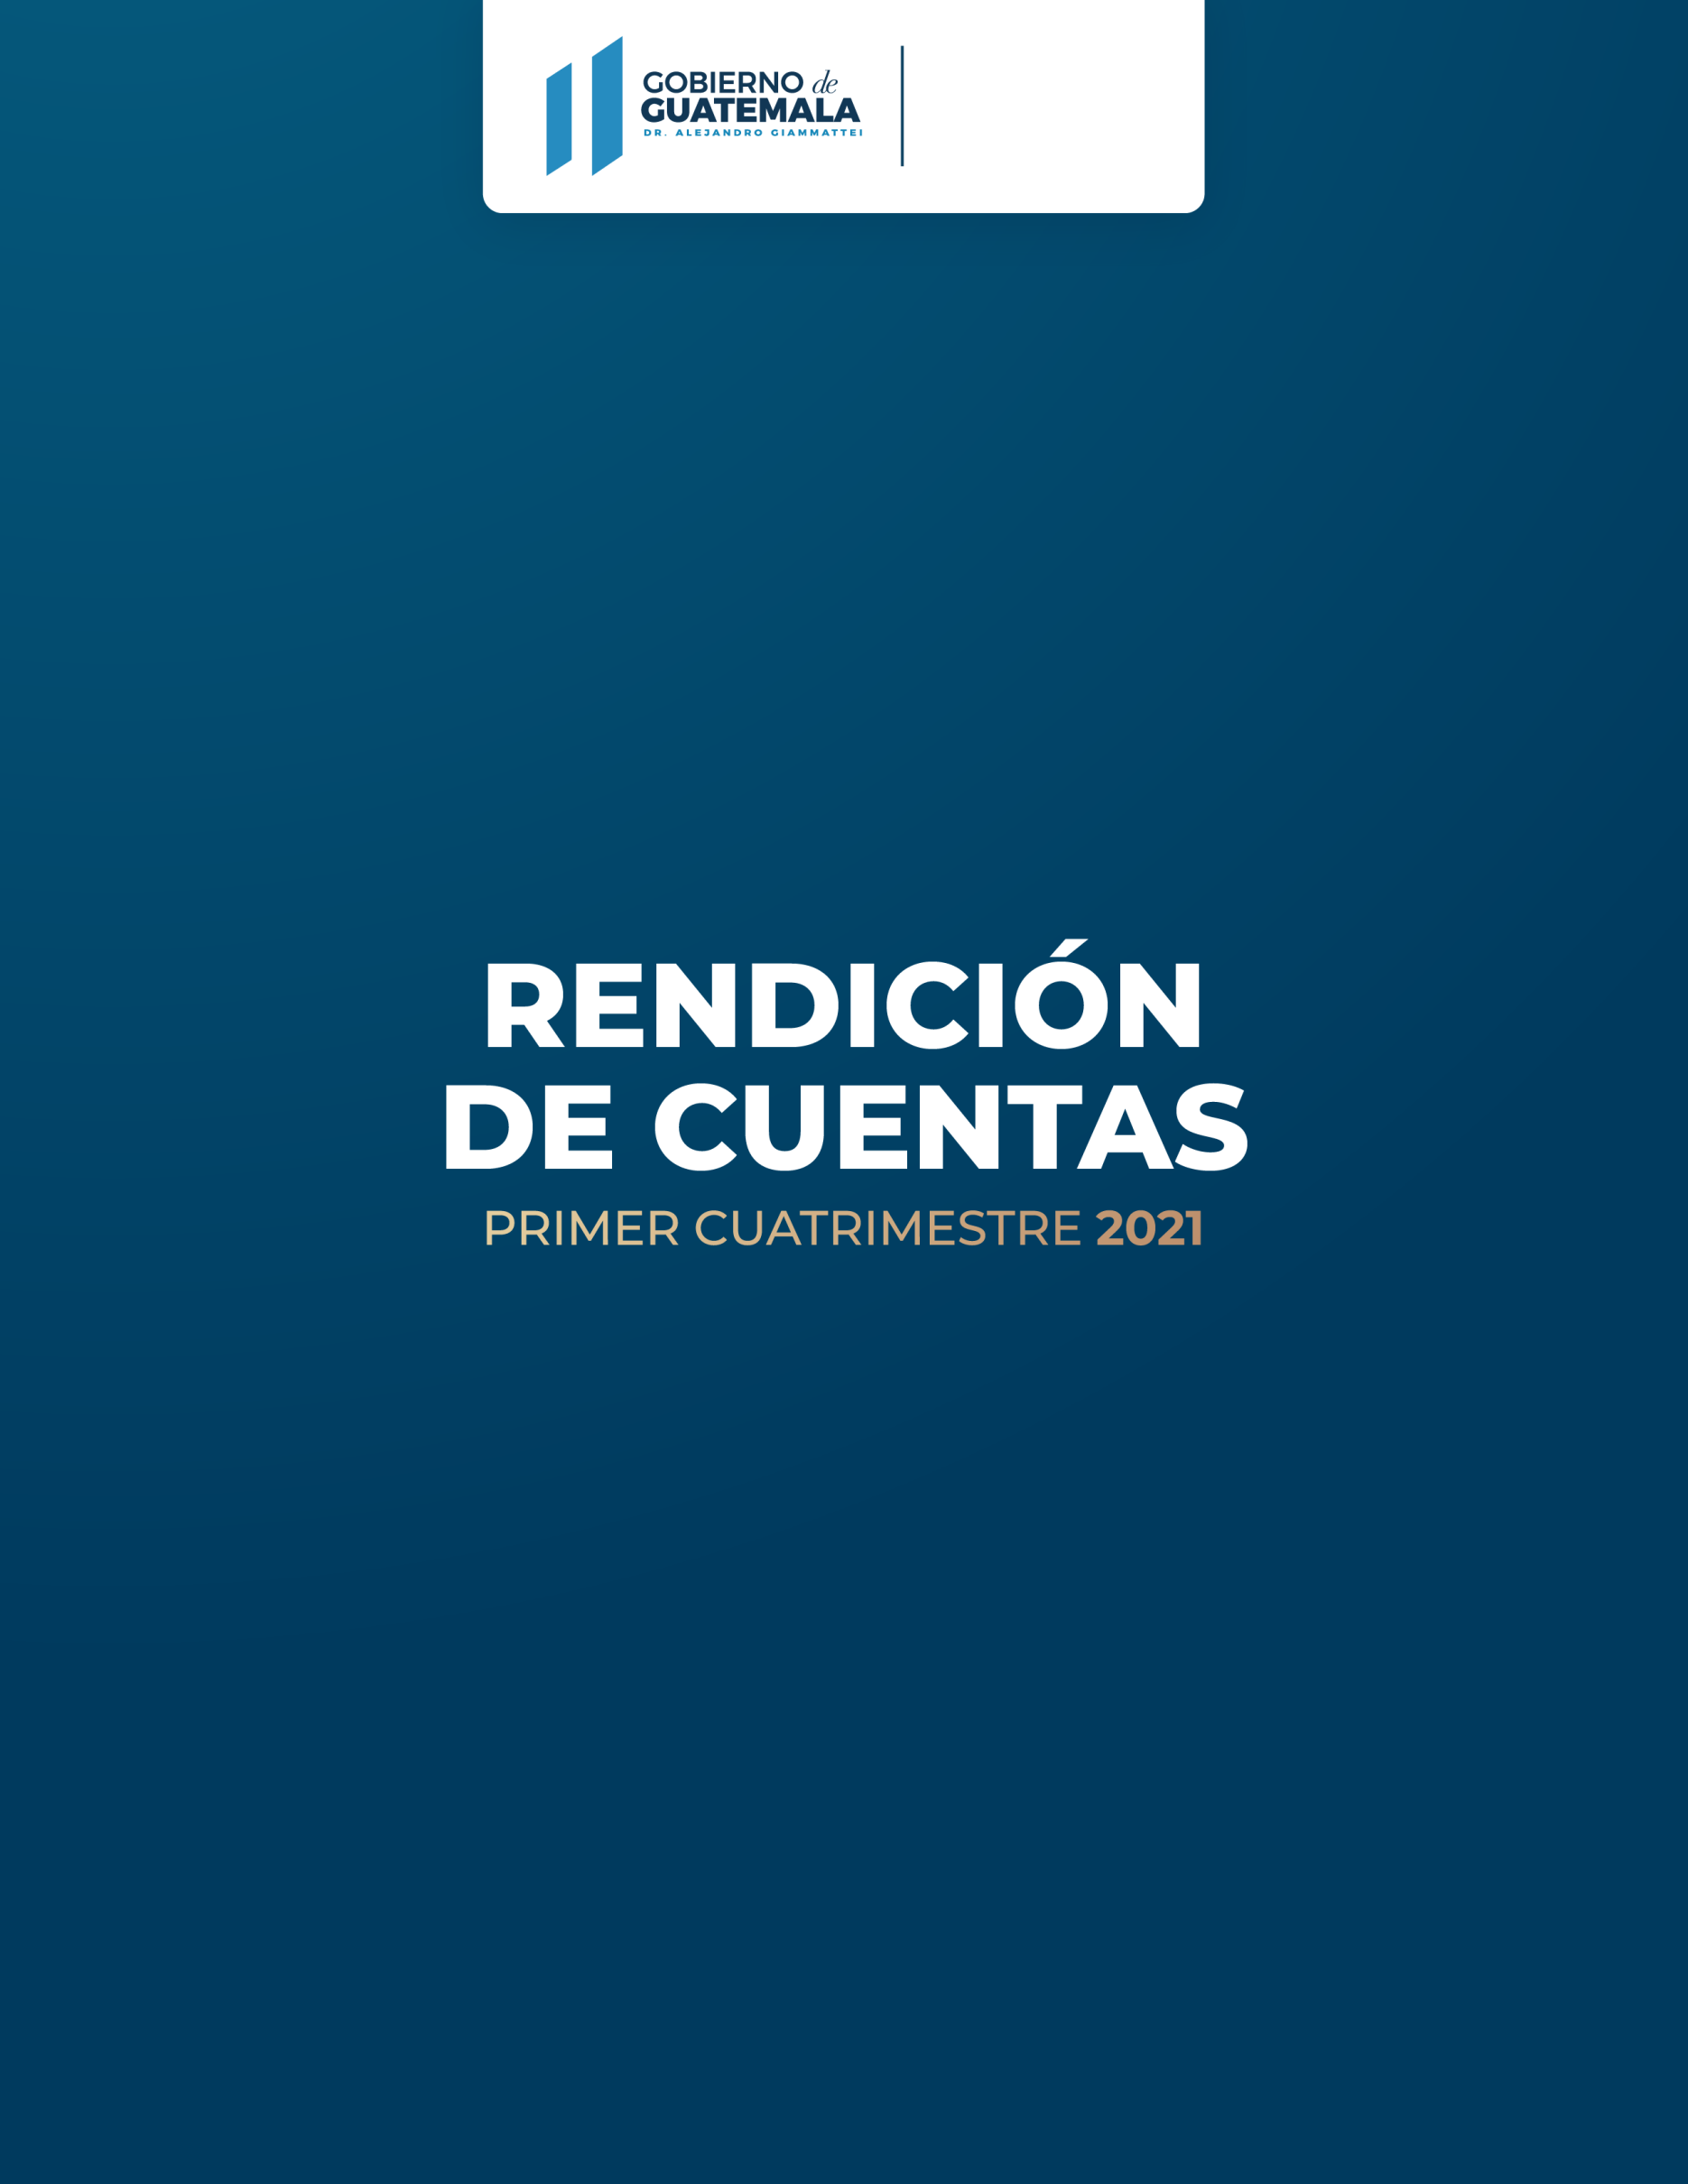 GOBIERNO de
GUATEMALA
DR. ALEJANDRO GIAMMATTEI
RENDICIÓN
DE CUENTAS
PRIMER CUATRIMESTRE 2021